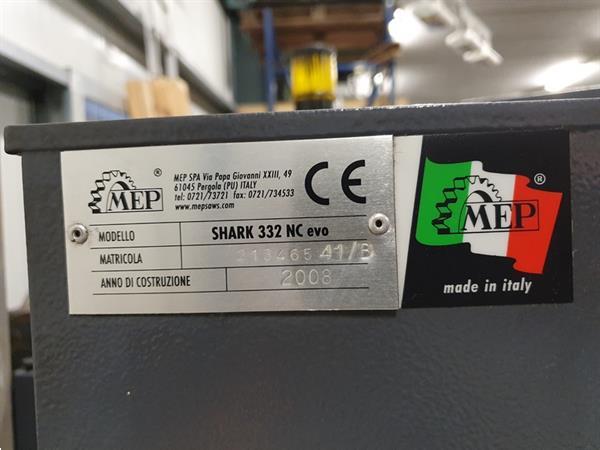 MEP ®
MEP SPA Via Papa Giovanni XXIII, 49
61045 Pergola (PU) ITALY
tel: 0721/73721 fax: 0721/734533
www.mepsaws.com
CE
MODELLO SHARK 332 NC evo
MATRICOLA 41/B
ANNO DI COSTRUZIONE 2008
MEP ®
made in italy